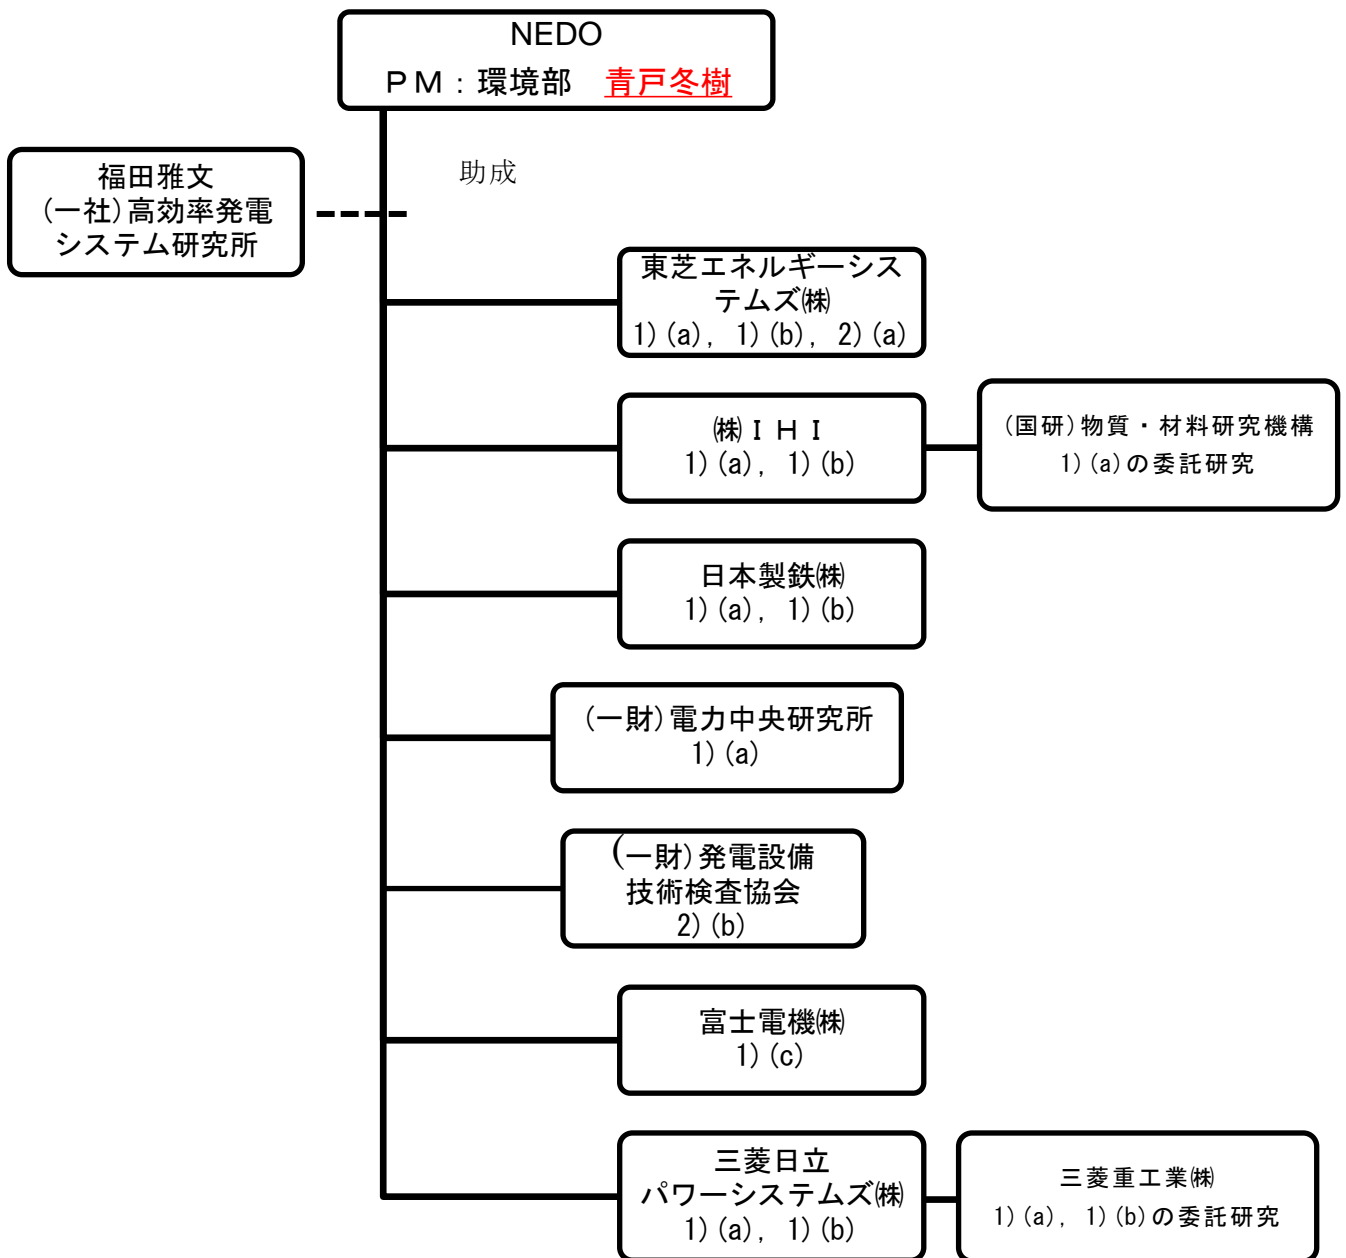 NEDO
ＰＭ：環境部　青戸冬樹
福田雅文
(一社)高効率発電
システム研究所
助成
東芝エネルギーシス
テムズ㈱
1)(a), 1)(b), 2)(a)
㈱ＩＨＩ
1)(a), 1)(b)
(国研)物質・材料研究機構
1)(a)の委託研究
日本製鉄㈱
1)(a), 1)(b)
(一財)電力中央研究所
1)(a)
(一財)発電設備
技術検査協会
2)(b)
富士電機㈱
1)(c)
三菱日立
パワーシステムズ㈱
1)(a), 1)(b)
三菱重工業㈱
1)(a), 1)(b)の委託研究